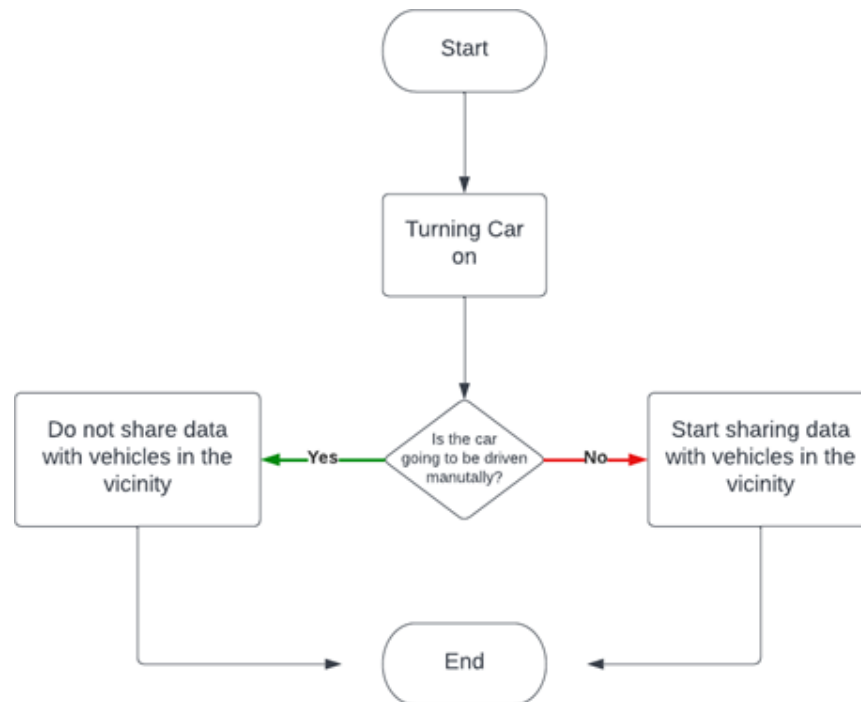 Start
Turning Car
on
Is the car
going to be driven
manutally?
Yes
No
Do not share data
with vehicles in the
vicinity
Start sharing data
with vehicles in the
vicinity
End